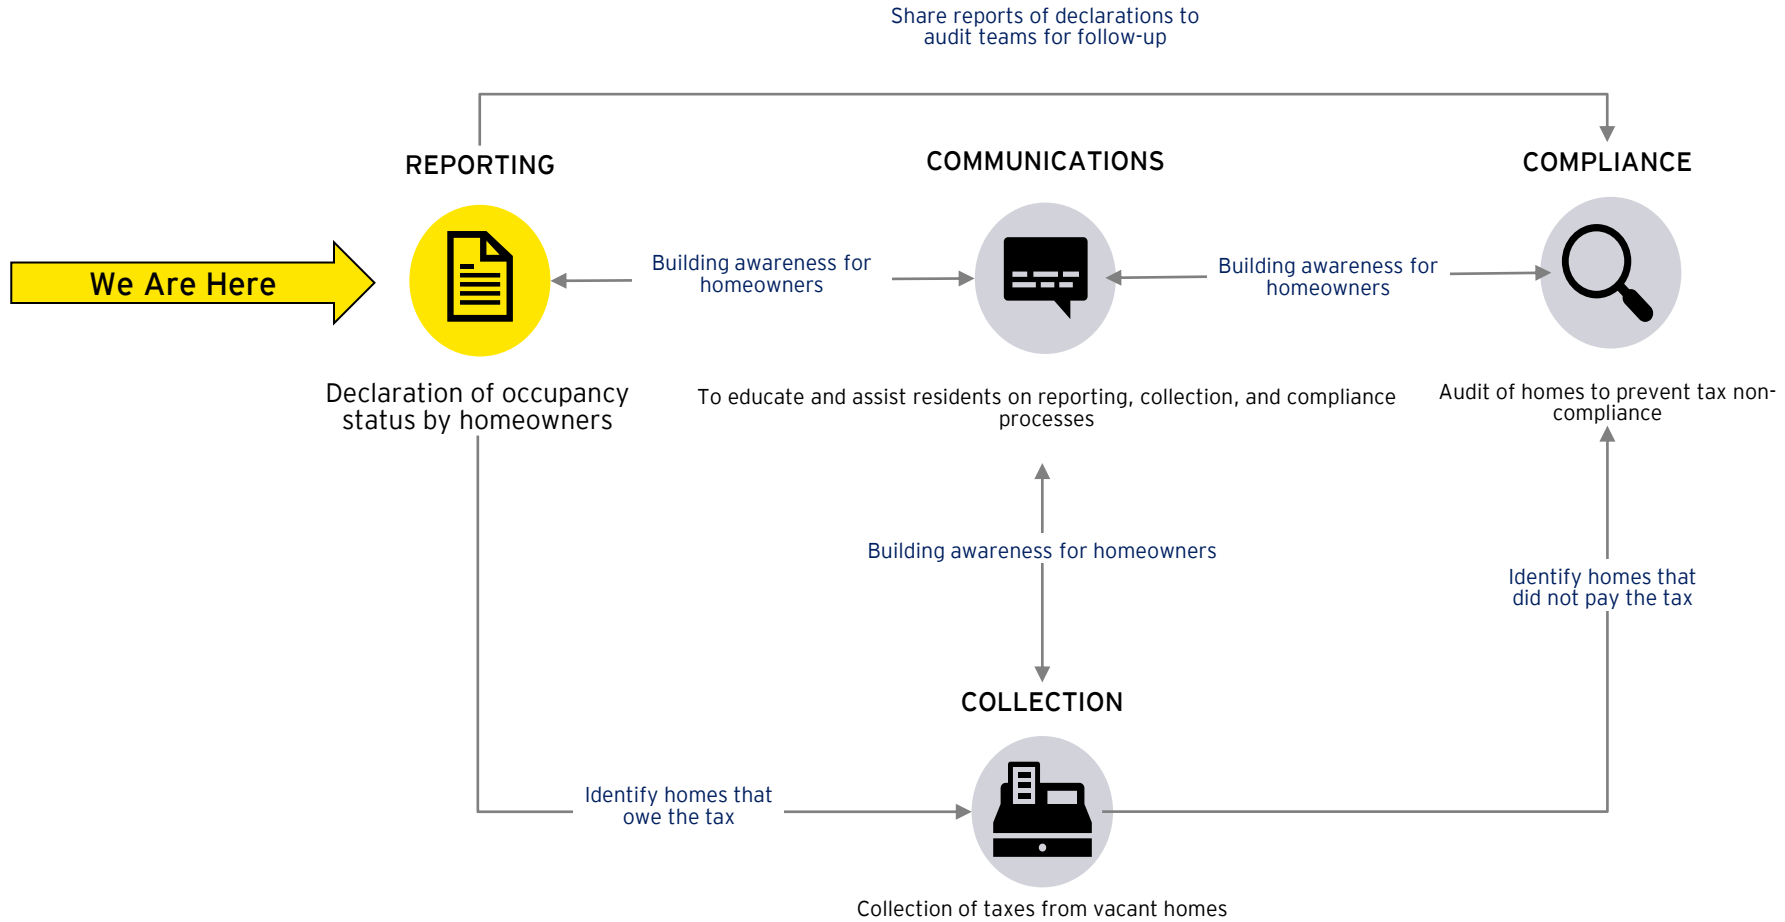 Share reports of declarations to
audit teams for follow-up
REPORTING
COMMUNICATIONS
COMPLIANCE
We Are Here
Building awareness for
homeowners
Building awareness for
homeowners
Declaration of occupancy
status by homeowners
To educate and assist residents on reporting, collection, and compliance
processes
Audit of homes to prevent tax non-
compliance
Building awareness for homeowners
Identify homes that
did not pay the tax
COLLECTION
Identify homes that
owe the tax
Collection of taxes from vacant homes